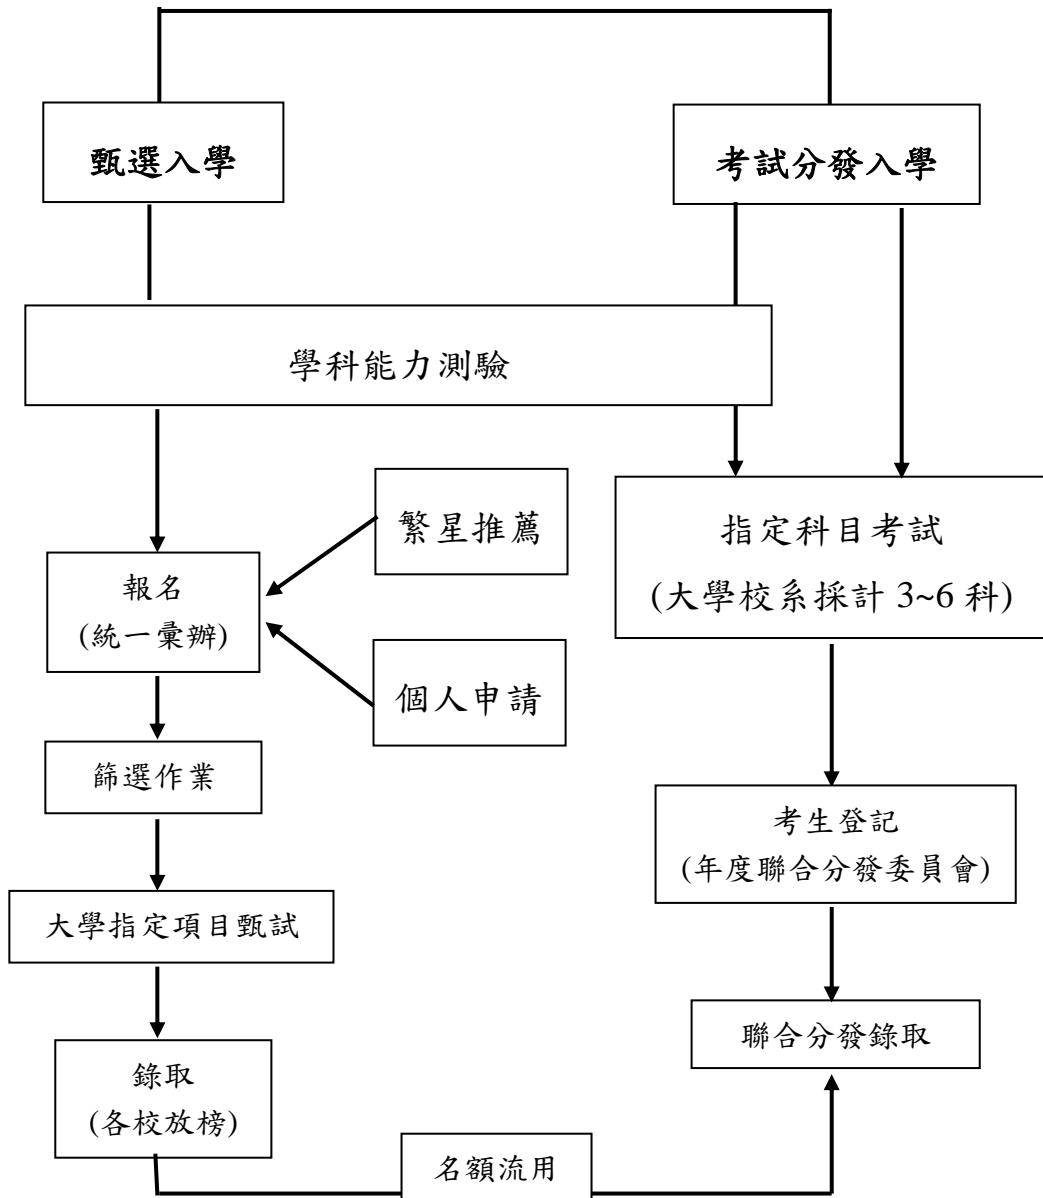 甄選入學
考試分發入學
學科能力測驗
繁星推薦
指定科目考試
(大學校系採計 3~6 科)
報名
(統一彙辦)
個人申請
篩選作業
考生登記
(年度聯合分發委員會)
大學指定項目甄試
聯合分發錄取
錄取
(各校放榜)
名額流用